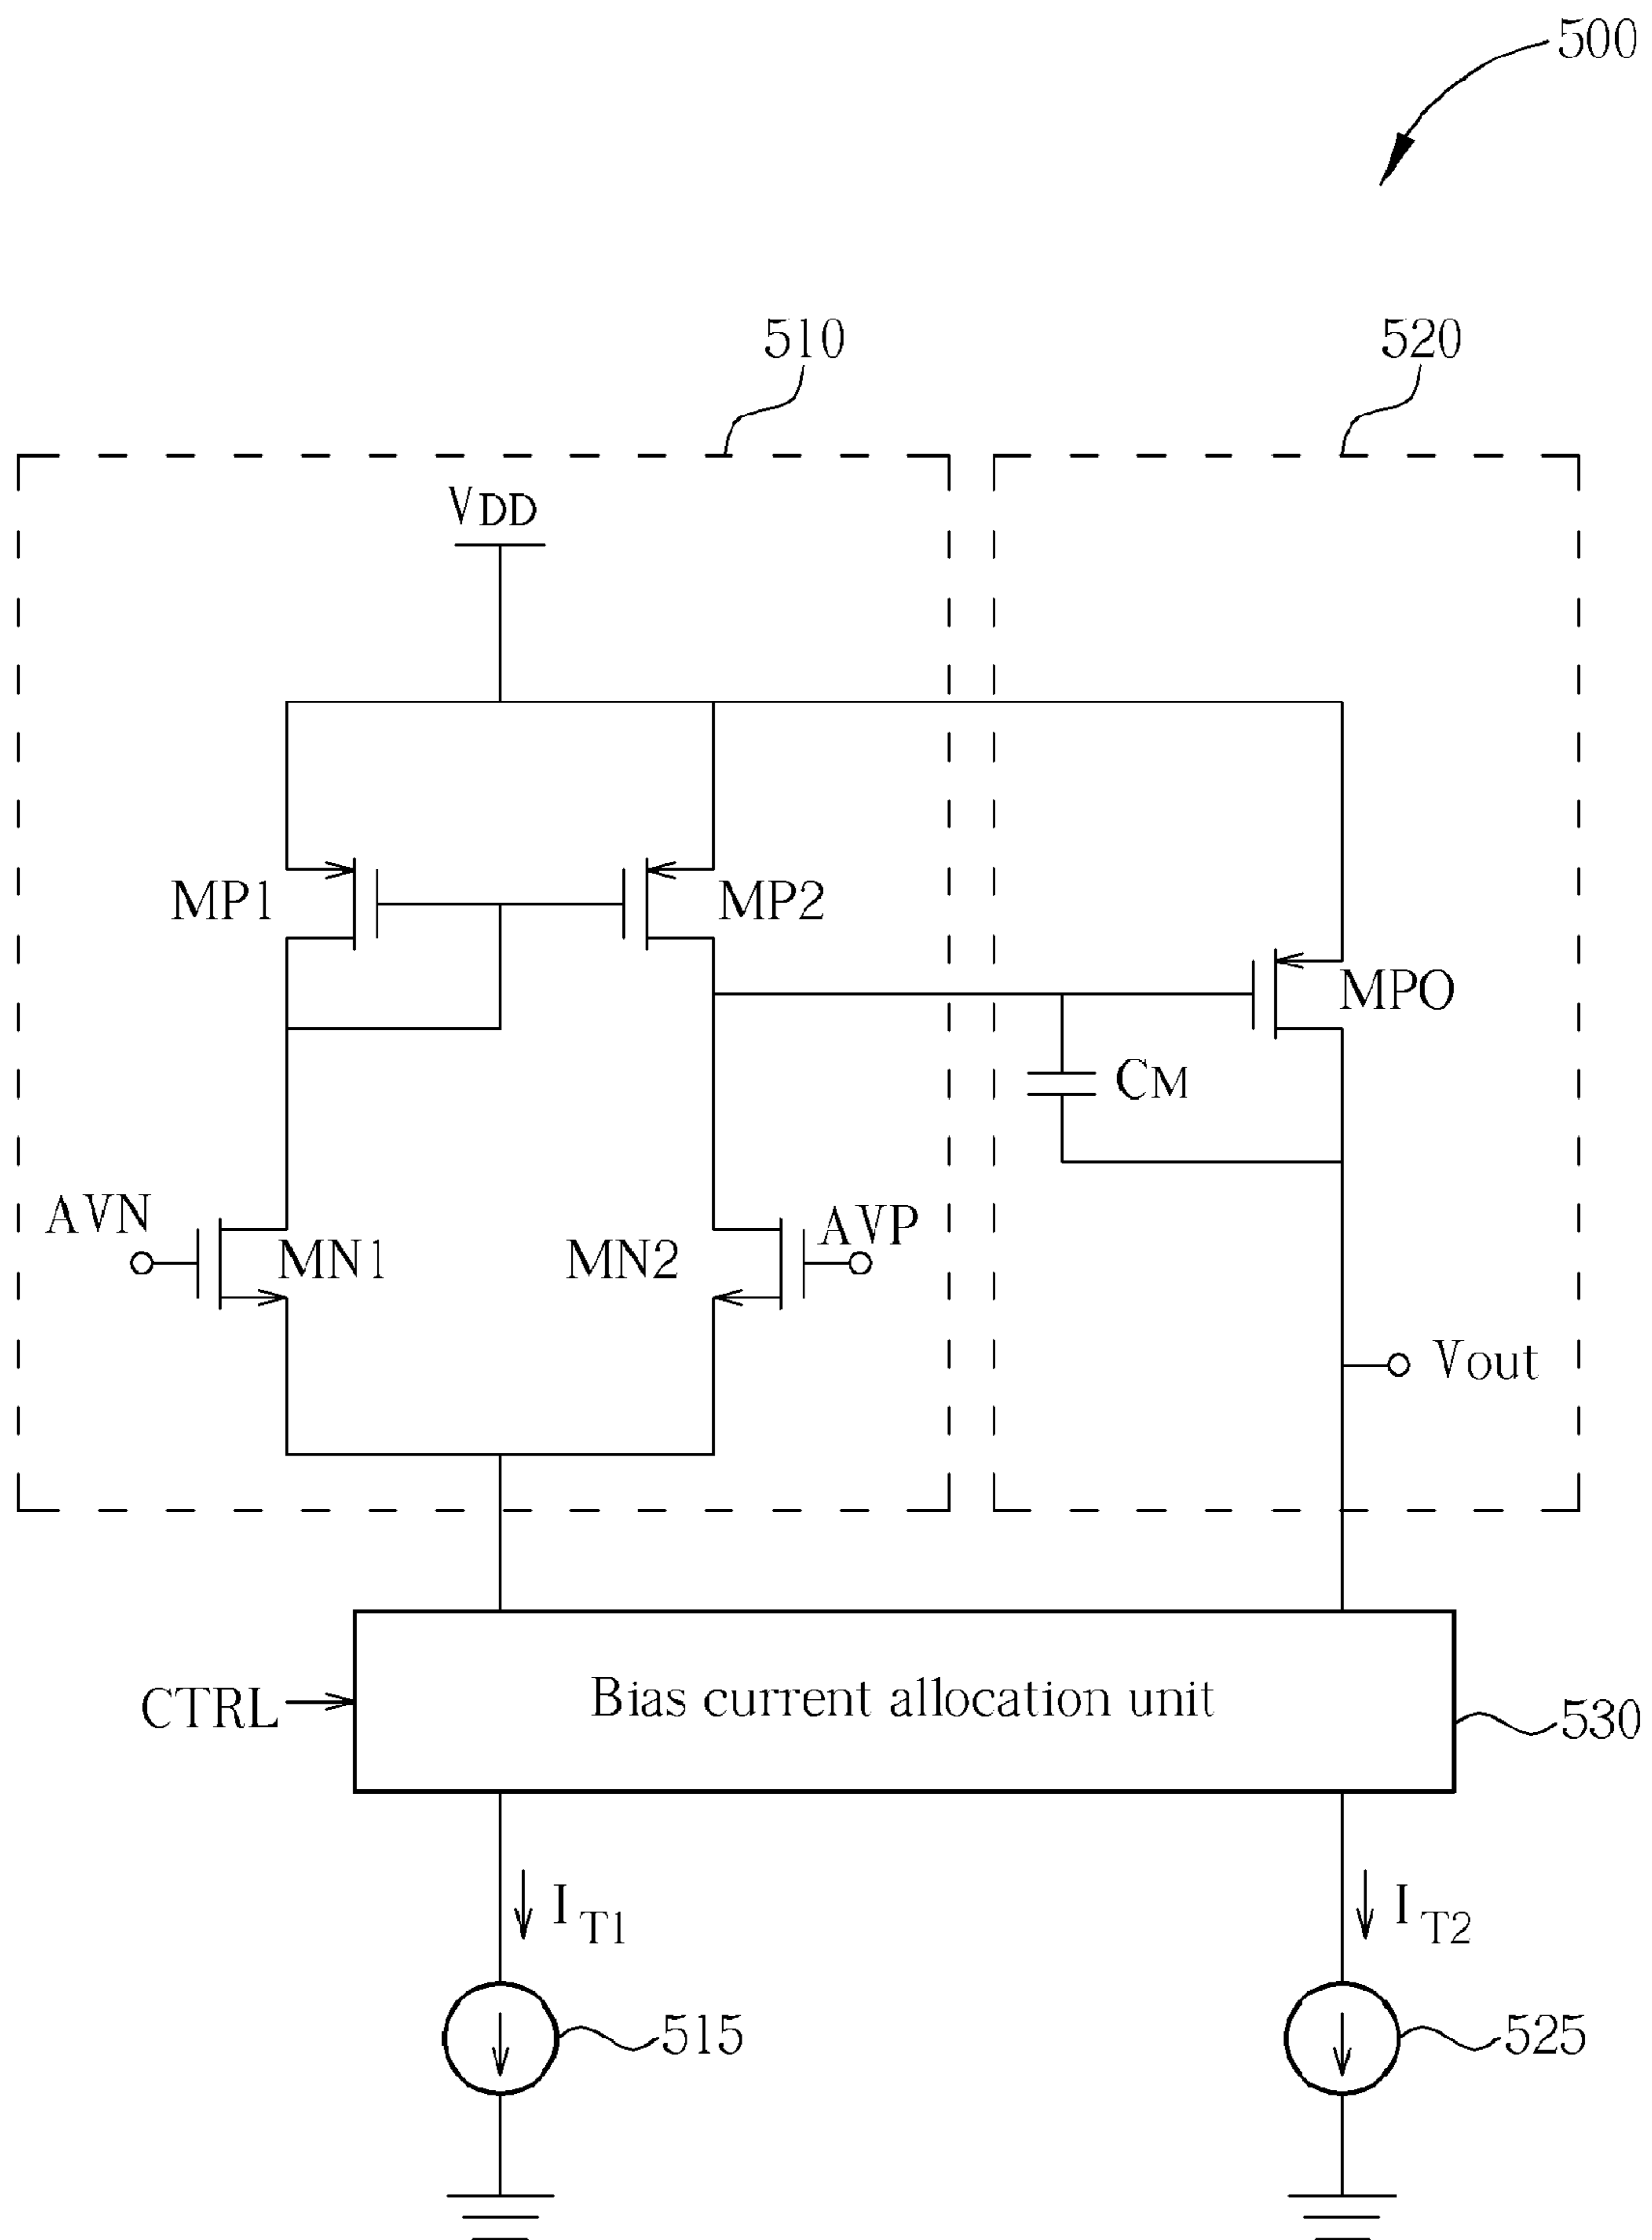 500
510
520
VDD
MP1
MP2
MPO
CM
AVN
AVP
MN1
MN2
Vout
CTRL
Bias current allocation unit
530
IT1
IT2
515
525